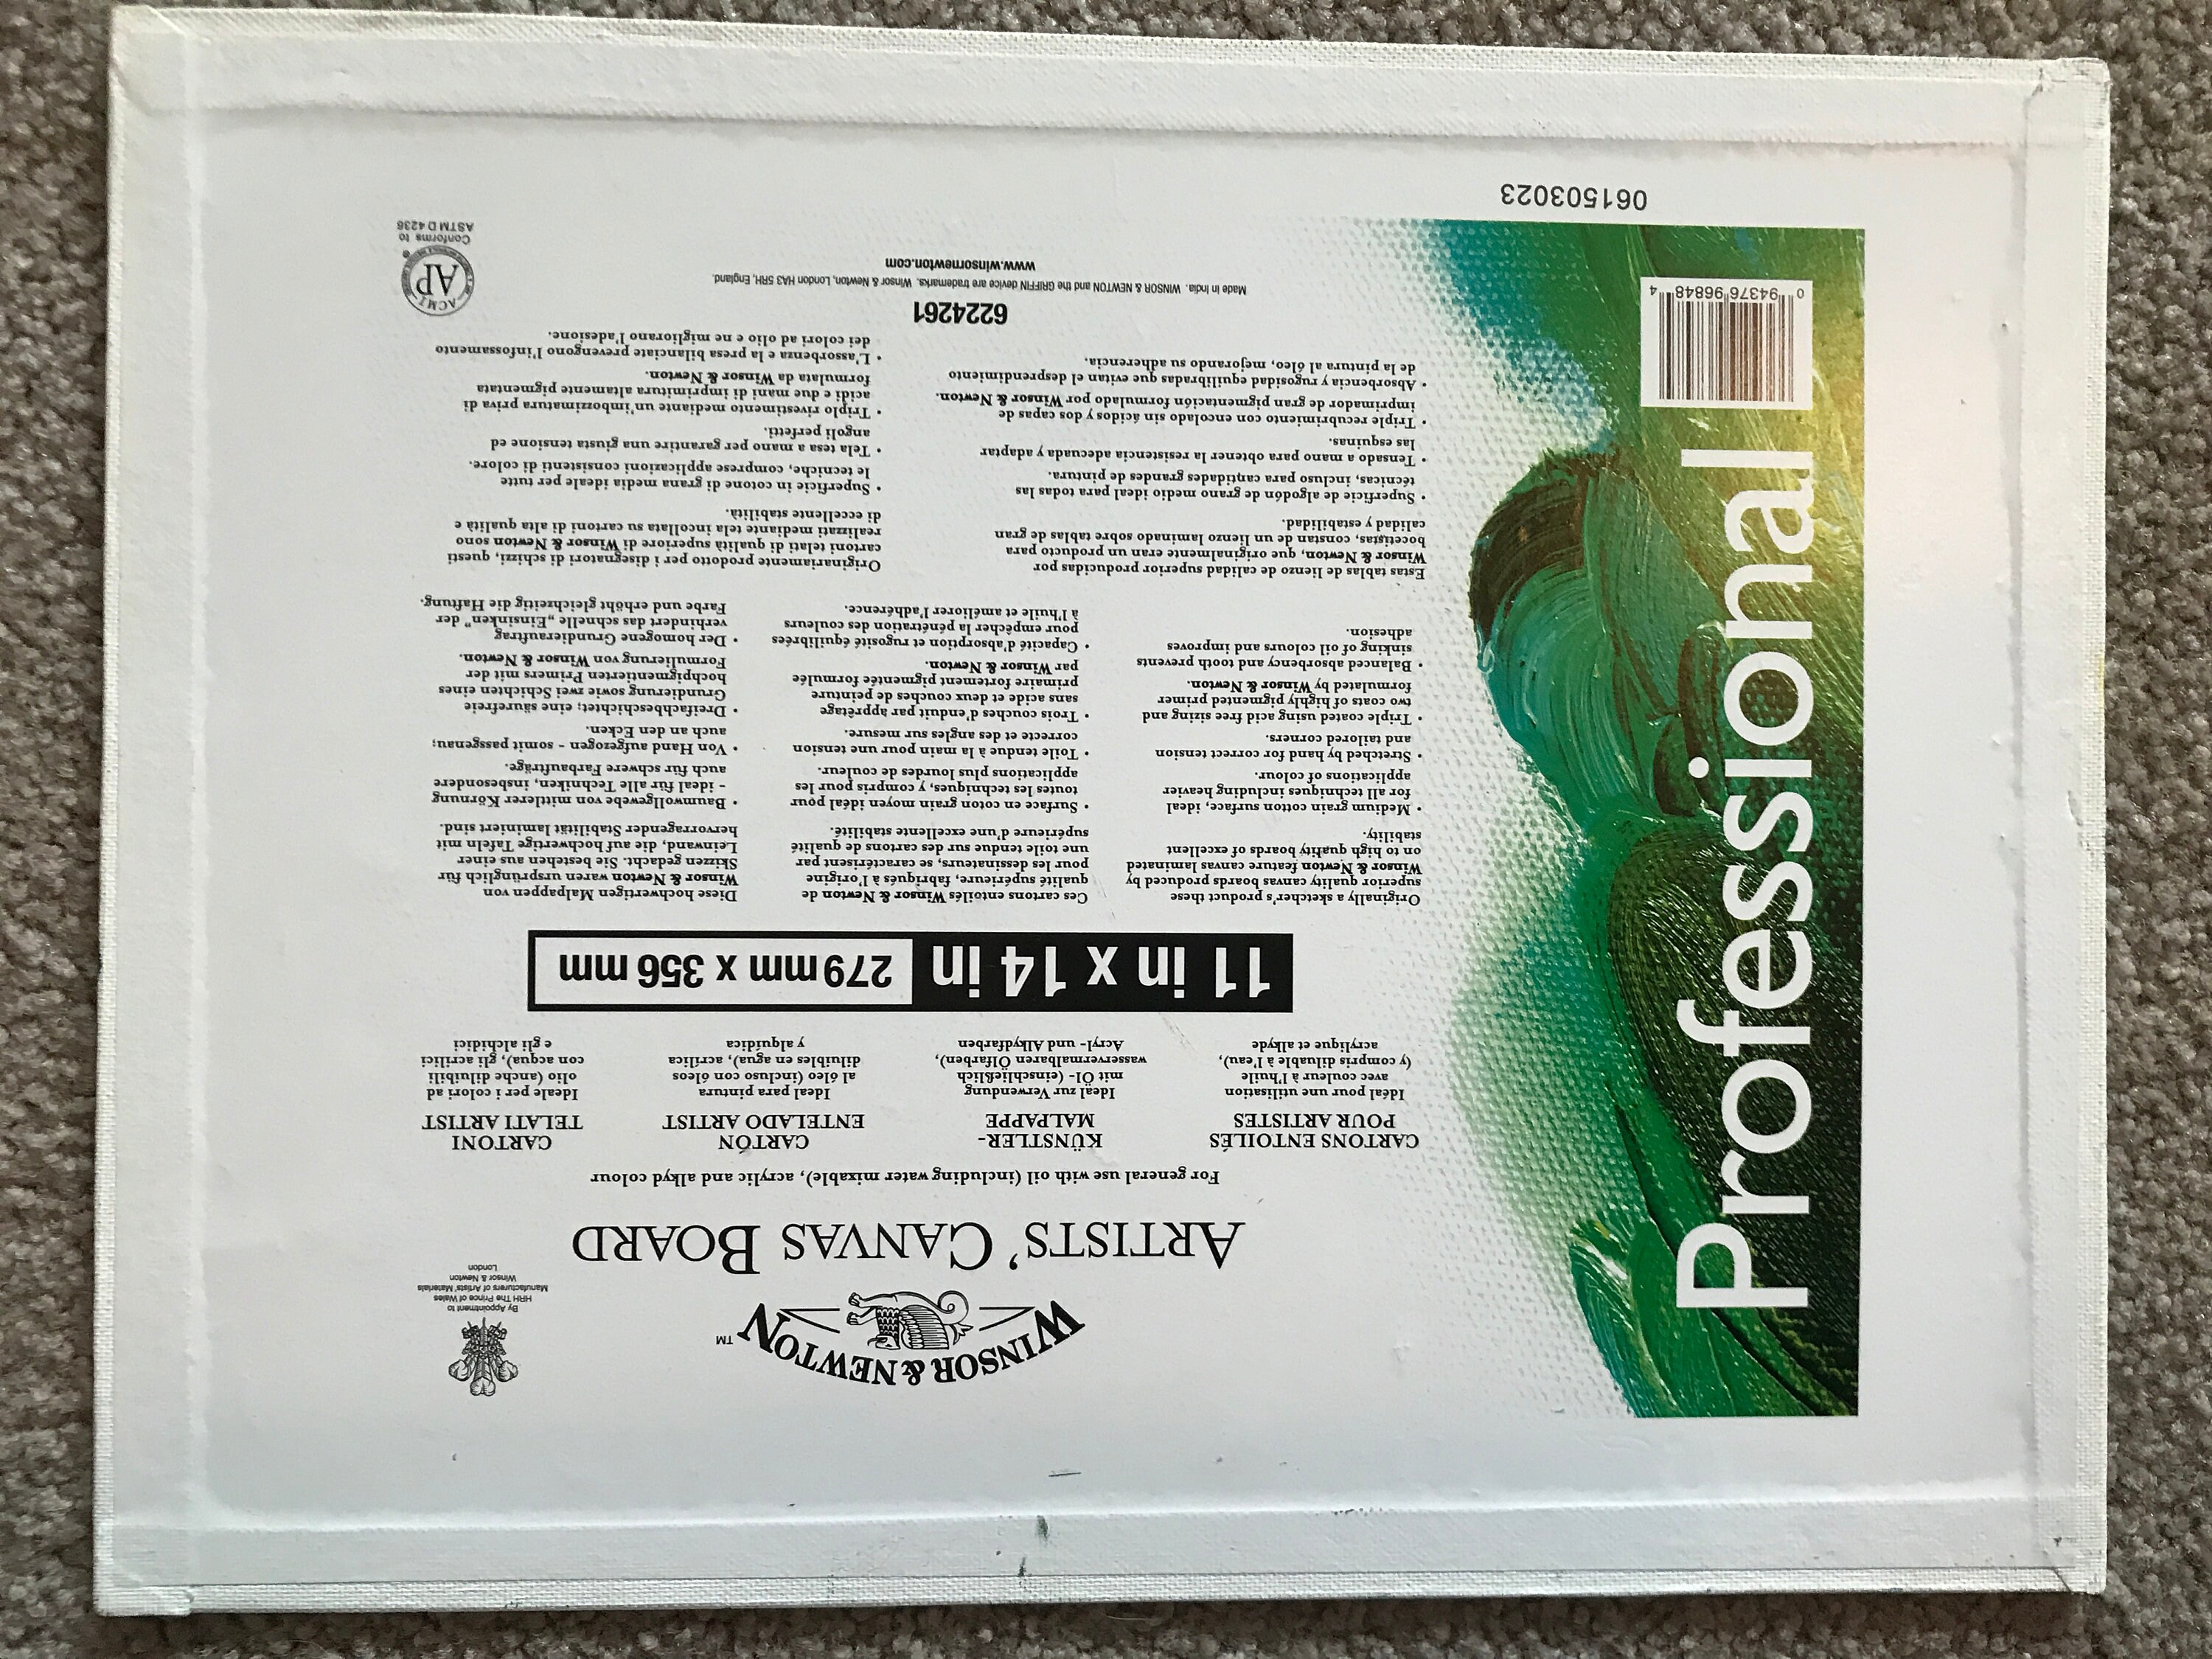 WINSOR & NEWTON™
By Appointment to
HRH The Prince of Wales
Manufacturers of Artists' Materials
Winsor & Newton
London
ARTISTS' CANVAS BOARD
For general use with oil (including water mixable), acrylic and alkyd colour
CARTONS ENTOILÉS
POUR ARTISTES
Idéal pour une utilisation
avec couleur à l'huile
(y compris diluable à l'eau),
acrylique et alkyde
KÜNSTLER-
MALPAPPE
Ideal zur Verwendung
mit Öl- (einschließlich
wasservermalbaren Ölfarben),
Acryl- und Alkydfarben
CARTÓN
ENTELADO ARTIST
Ideal para pintura
al óleo (incluso con óleos
diluibles en agua), acrílica
y alquídica
CARTONI
TELATI ARTIST
Ideale per i colori ad
olio (anche diluibili
con acqua), gli acrilici
e gli alchidici
11 in x 14 in 279 mm x 356 mm
Originally a sketcher's product these
superior quality canvas boards produced by
Winsor & Newton feature canvas laminated
on to high quality boards of excellent
stability.
• Medium grain cotton surface, ideal
for all techniques including heavier
applications of colour.
• Stretched by hand for correct tension
and tailored corners.
• Triple coated using acid free sizing and
two coats of highly pigmented primer
formulated by Winsor & Newton.
• Balanced absorbency and tooth prevents
sinking of oil colours and improves
adhesion.
Ces cartons entoilés Winsor & Newton de
qualité supérieure, fabriqués à l'origine
pour les dessinateurs, se caractérisent par
une toile tendue sur des cartons de qualité
supérieure d'une excellente stabilité.
• Surface en coton grain moyen idéal pour
toutes les techniques, y compris pour les
applications plus lourdes de couleur.
• Toile tendue à la main pour une tension
correcte et des angles sur mesure.
• Trois couches d'enduit par apprêtage
sans acide et deux couches de peinture
primaire fortement pigmentée formulée
par Winsor & Newton.
• Capacité d'absorption et rugosité équilibrées
pour empêcher la pénétration des couleurs
à l'huile et améliorer l'adhérence.
Diese hochwertigen Malpappen von
Winsor & Newton waren ursprünglich für
Skizzen gedacht. Sie bestehen aus einer
Leinwand, die auf hochwertige Tafeln mit
hervorragender Stabilität laminiert sind.
• Baumwollgewebe von mittlerer Körnung
– ideal für alle Techniken, insbesondere
auch für schwere Farbaufträge.
• Von Hand aufgezogen – somit passgenau;
auch an den Ecken.
• Dreifachbeschichtet; eine säurefreie
Grundierung sowie zwei Schichten eines
hochpigmentierten Primers mit der
Formulierung von Winsor & Newton.
• Der homogene Grundierauftrag
verhindert das schnelle „Einsinken" der
Farbe und erhöht gleichzeitig die Haftung.
Estas tablas de lienzo de calidad superior producidas por
Winsor & Newton, que originalmente eran un producto para
bocetistas, constan de un lienzo laminado sobre tablas de gran
calidad y estabilidad.
• Superficie de algodón de grano medio ideal para todas las
técnicas, incluso para cantidades grandes de pintura.
• Tensado a mano para obtener la resistencia adecuada y adaptar
las esquinas.
• Triple recubrimiento con encolado sin ácidos y dos capas de
imprimador de gran pigmentación formulado por Winsor & Newton.
• Absorbencia y rugosidad equilibradas que evitan el desprendimiento
de la pintura al óleo, mejorando su adherencia.
Originariamente prodotto per i disegnatori di schizzi, questi
cartoni telati di qualità superiore di Winsor & Newton sono
realizzati mediante tela incollata su cartoni di alta qualità e
di eccellente stabilità.
• Superficie in cotone di grana media ideale per tutte
le tecniche, comprese applicazioni consistenti di colore.
• Tela tesa a mano per garantire una giusta tensione ed
angoli perfetti.
• Triplo rivestimento mediante un'imbozzimatura priva di
acidi e due mani di imprimitura altamente pigmentata
formulata da Winsor & Newton.
• L'assorbenza e la presa bilanciate prevengono l'infossamento
dei colori ad olio e ne migliorano l'adesione.
6224261
Made in India. WINSOR & NEWTON and the GRIFFIN device are trademarks. Winsor & Newton, London HA3 5RH, England.
www.winsornewton.com
ACMI
AP
Conforms to
ASTM D 4236
Professional
0 94376 96848 4
061503023